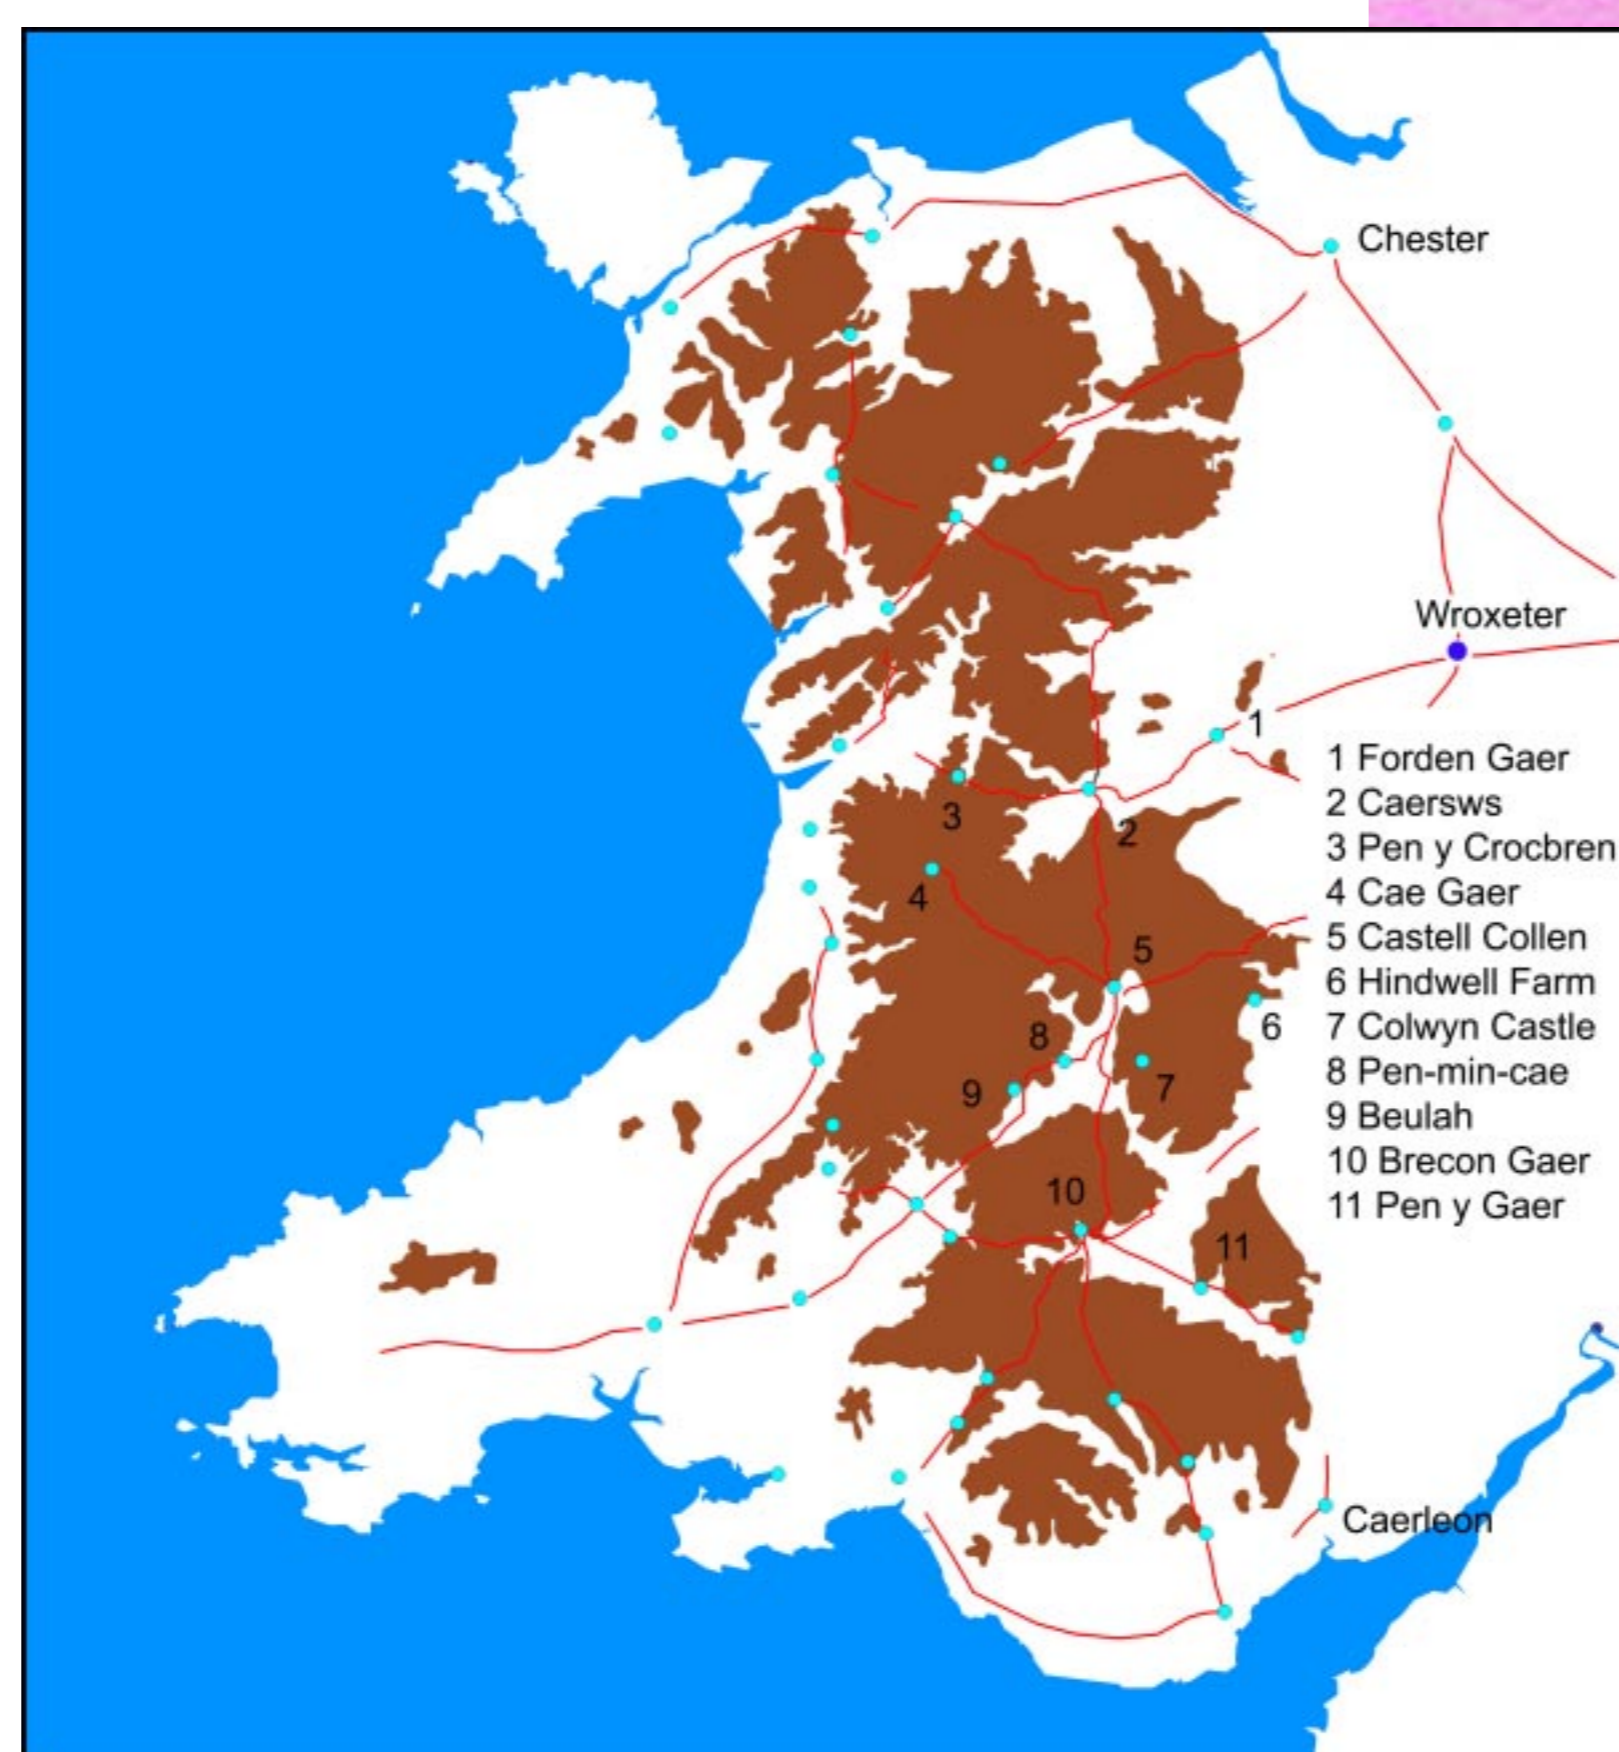 Chester
Wroxeter
1
1 Forden Gaer
2 Caersws
3 Pen y Crocbren
4 Cae Gaer
5 Castell Collen
6 Hindwell Farm
7 Colwyn Castle
8 Pen-min-cae
9 Beulah
10 Brecon Gaer
11 Pen y Gaer
3
2
4
5
6
8
7
9
10
11
Caerleon